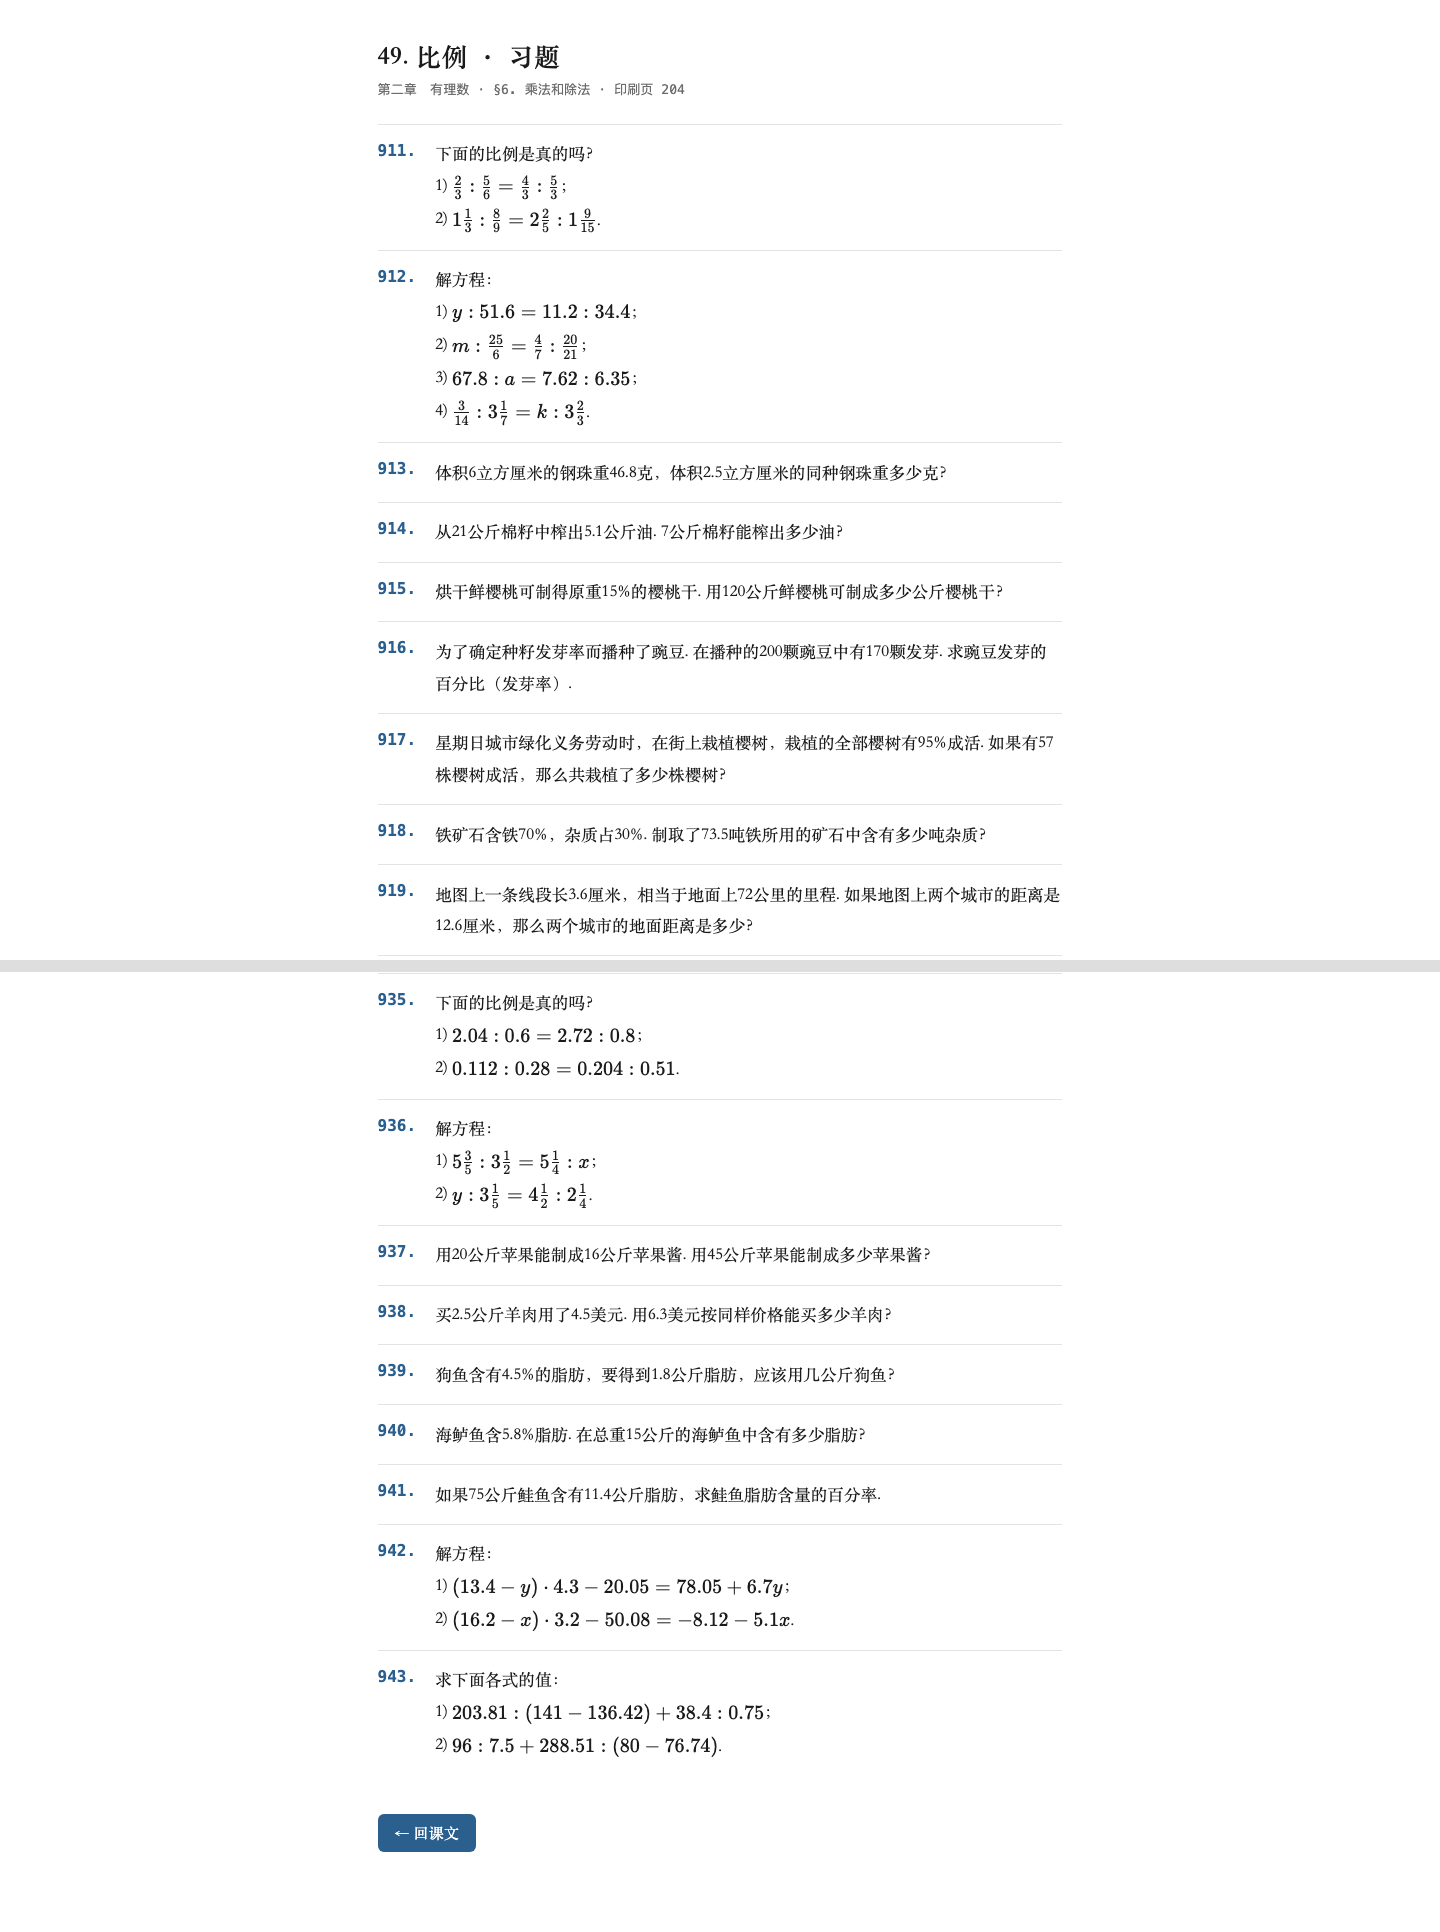 49. 比例 · 习题
第二章 有理数 · §6. 乘法和除法 · 印刷页 204
911. 下面的比例是真的吗?
1) 2/3 : 5/6 = 4/3 : 5/3;
2) 1 1/3 : 8/9 = 2 2/5 : 1 9/15.
912. 解方程:
1) y : 51.6 = 11.2 : 34.4;
2) m : 25/6 = 4/7 : 20/21;
3) 67.8 : a = 7.62 : 6.35;
4) 3/14 : 3 1/7 = k : 3 2/3.
913. 体积6立方厘米的钢珠重46.8克, 体积2.5立方厘米的同种钢珠重多少克?
914. 从21公斤棉籽中榨出5.1公斤油. 7公斤棉籽能榨出多少油?
915. 烘干鲜樱桃可制得原重15%的樱桃干. 用120公斤鲜樱桃可制成多少公斤樱桃干?
916. 为了确定种籽发芽率而播种了豌豆. 在播种的200颗豌豆中有170颗发芽. 求豌豆发芽的
百分比（发芽率）.
917. 星期日城市绿化义务劳动时, 在街上栽植樱树, 栽植的全部樱树有95%成活. 如果有57
株樱树成活, 那么共栽植了多少株樱树?
918. 铁矿石含铁70%, 杂质占30%. 制取了73.5吨铁所用的矿石中含有多少吨杂质?
919. 地图上一条线段长3.6厘米, 相当于地面上72公里的里程. 如果地图上两个城市的距离是
12.6厘米, 那么两个城市的地面距离是多少?
935. 下面的比例是真的吗?
1) 2.04 : 0.6 = 2.72 : 0.8;
2) 0.112 : 0.28 = 0.204 : 0.51.
936. 解方程:
1) 5 3/5 : 3 1/2 = 5 1/4 : x;
2) y : 3 1/5 = 4 1/2 : 2 1/4.
937. 用20公斤苹果能制成16公斤苹果酱. 用45公斤苹果能制成多少苹果酱?
938. 买2.5公斤羊肉用了4.5美元. 用6.3美元按同样价格能买多少羊肉?
939. 狗鱼含有4.5%的脂肪, 要得到1.8公斤脂肪, 应该用几公斤狗鱼?
940. 海鲈鱼含5.8%脂肪. 在总重15公斤的海鲈鱼中含有多少脂肪?
941. 如果75公斤鲑鱼含有11.4公斤脂肪, 求鲑鱼脂肪含量的百分率.
942. 解方程:
1) (13.4 − y) · 4.3 − 20.05 = 78.05 + 6.7y;
2) (16.2 − x) · 3.2 − 50.08 = −8.12 − 5.1x.
943. 求下面各式的值:
1) 203.81 : (141 − 136.42) + 38.4 : 0.75;
2) 96 : 7.5 + 288.51 : (80 − 76.74).
← 回课文